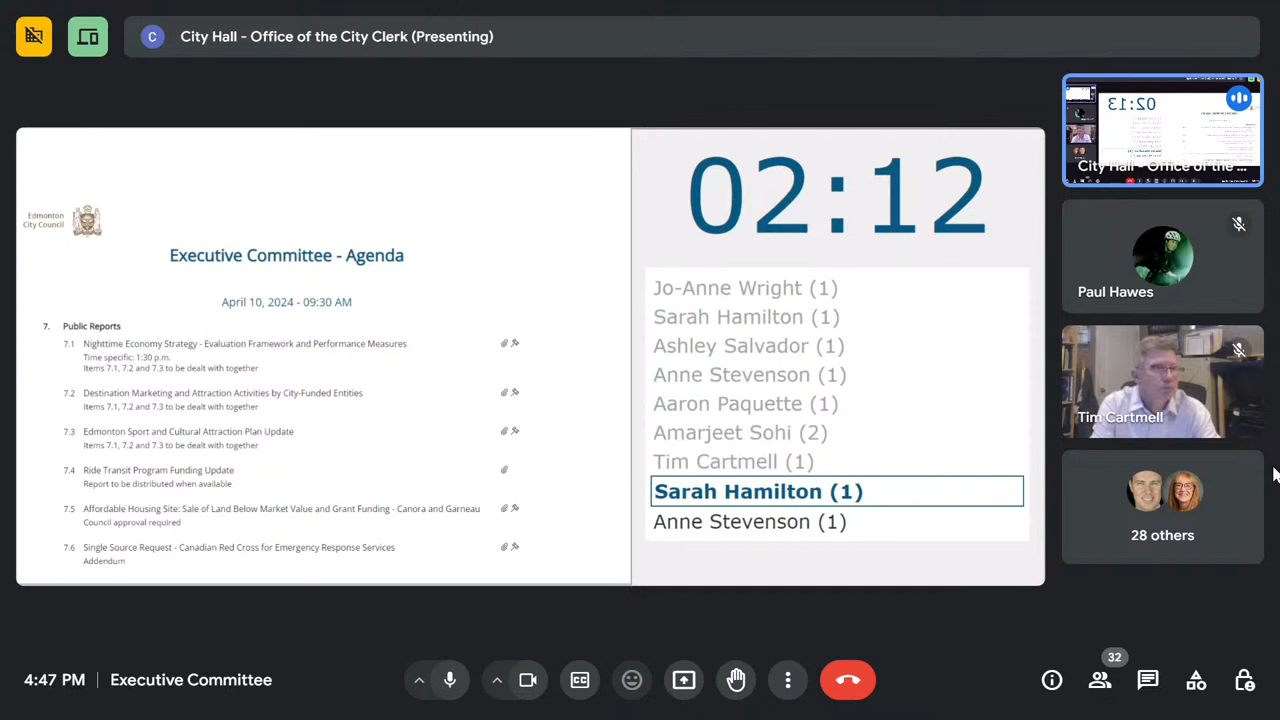 C City Hall - Office of the City Clerk (Presenting)
Edmonton
City Council
Executive Committee - Agenda
April 10, 2024 - 09:30 AM
7. Public Reports
7.1 Nighttime Economy Strategy - Evaluation Framework and Performance Measures
Time specific: 1:30 p.m.
Items 7.1, 7.2 and 7.3 to be dealt with together
7.2 Destination Marketing and Attraction Activities by City-Funded Entities
Items 7.1, 7.2 and 7.3 to be dealt with together
7.3 Edmonton Sport and Cultural Attraction Plan Update
Items 7.1, 7.2 and 7.3 to be dealt with together
7.4 Ride Transit Program Funding Update
Report to be distributed when available
7.5 Affordable Housing Site: Sale of Land Below Market Value and Grant Funding - Canora and Garneau
Council approval required
7.6 Single Source Request - Canadian Red Cross for Emergency Response Services
Addendum
02:12
Jo-Anne Wright (1)
Sarah Hamilton (1)
Ashley Salvador (1)
Anne Stevenson (1)
Aaron Paquette (1)
Amarjeet Sohi (2)
Tim Cartmell (1)
Sarah Hamilton (1)
Anne Stevenson (1)
02:13
City Hall - Office of the ...
Paul Hawes
Tim Cartmell
28 others
4:47 PM | Executive Committee
CC
32